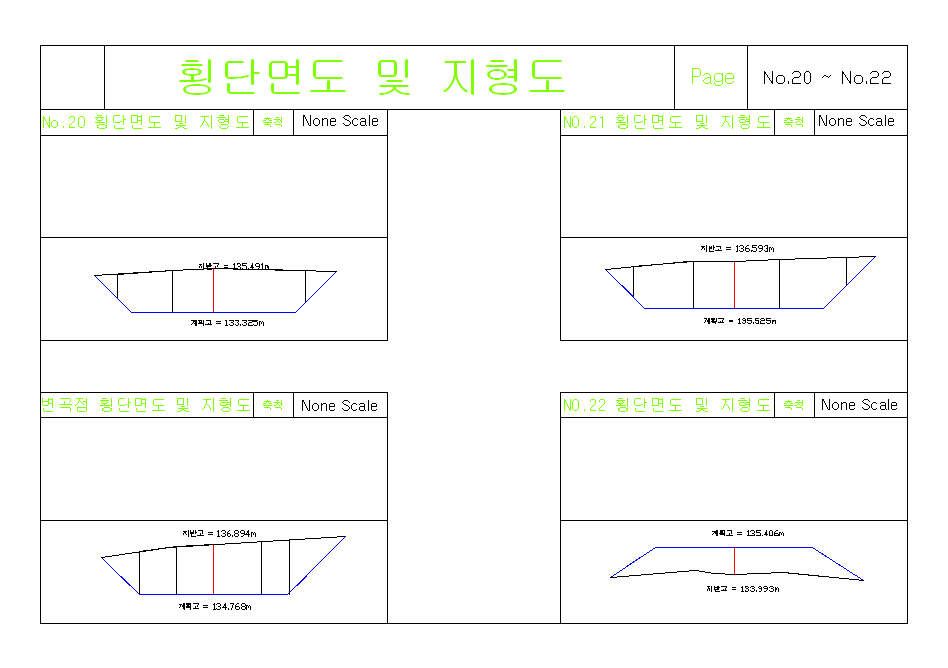 횡단면도 및 지형도
Page
No.20 ~ No.22
No.20 횡단면도 및 지형도
축척
None Scale
NO.21 횡단면도 및 지형도
축척
None Scale
지반고 = 135.491m
계획고 = 133.325m
지반고 = 136.593m
계획고 = 135.525m
변곡점 횡단면도 및 지형도
축척
None Scale
NO.22 횡단면도 및 지형도
축척
None Scale
지반고 = 136.894m
계획고 = 134.768m
계획고 = 135.406m
지반고 = 133.993m